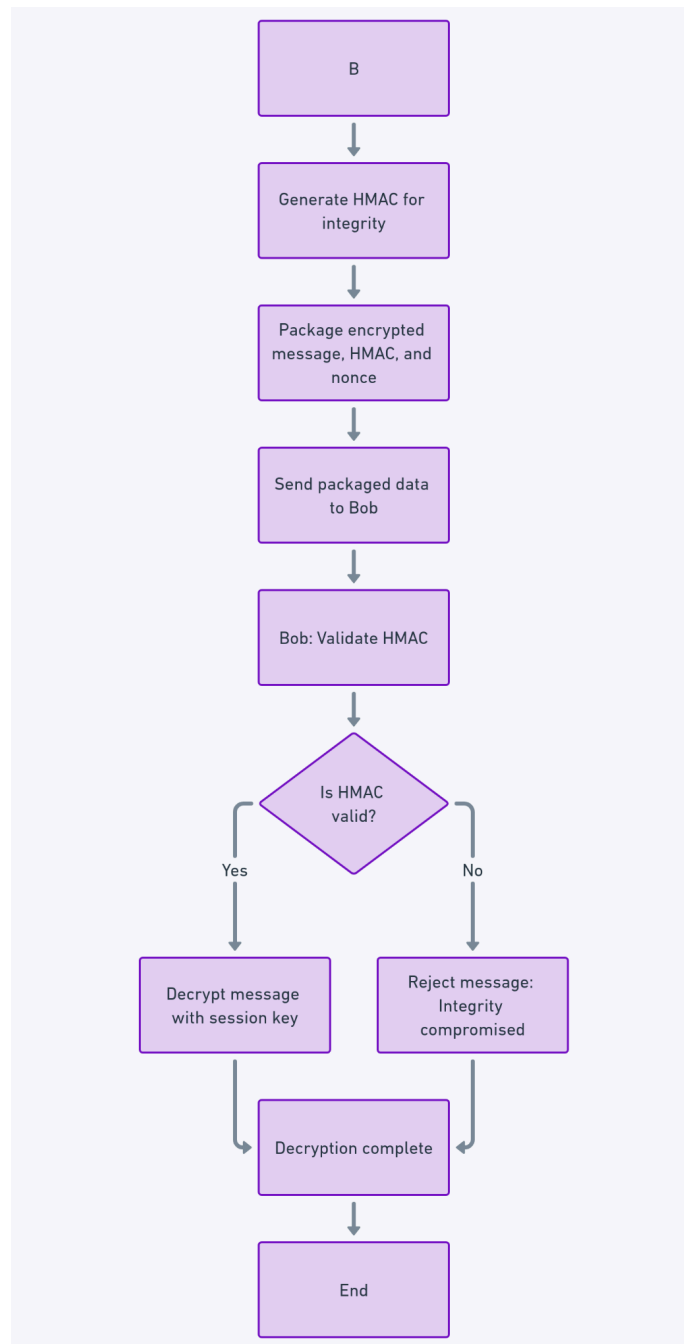 B
Generate HMAC for
integrity
Package encrypted
message, HMAC, and
nonce
Send packaged data
to Bob
Bob: Validate HMAC
Is HMAC
valid?
Yes
No
Decrypt message
with session key
Reject message:
Integrity
compromised
Decryption complete
End